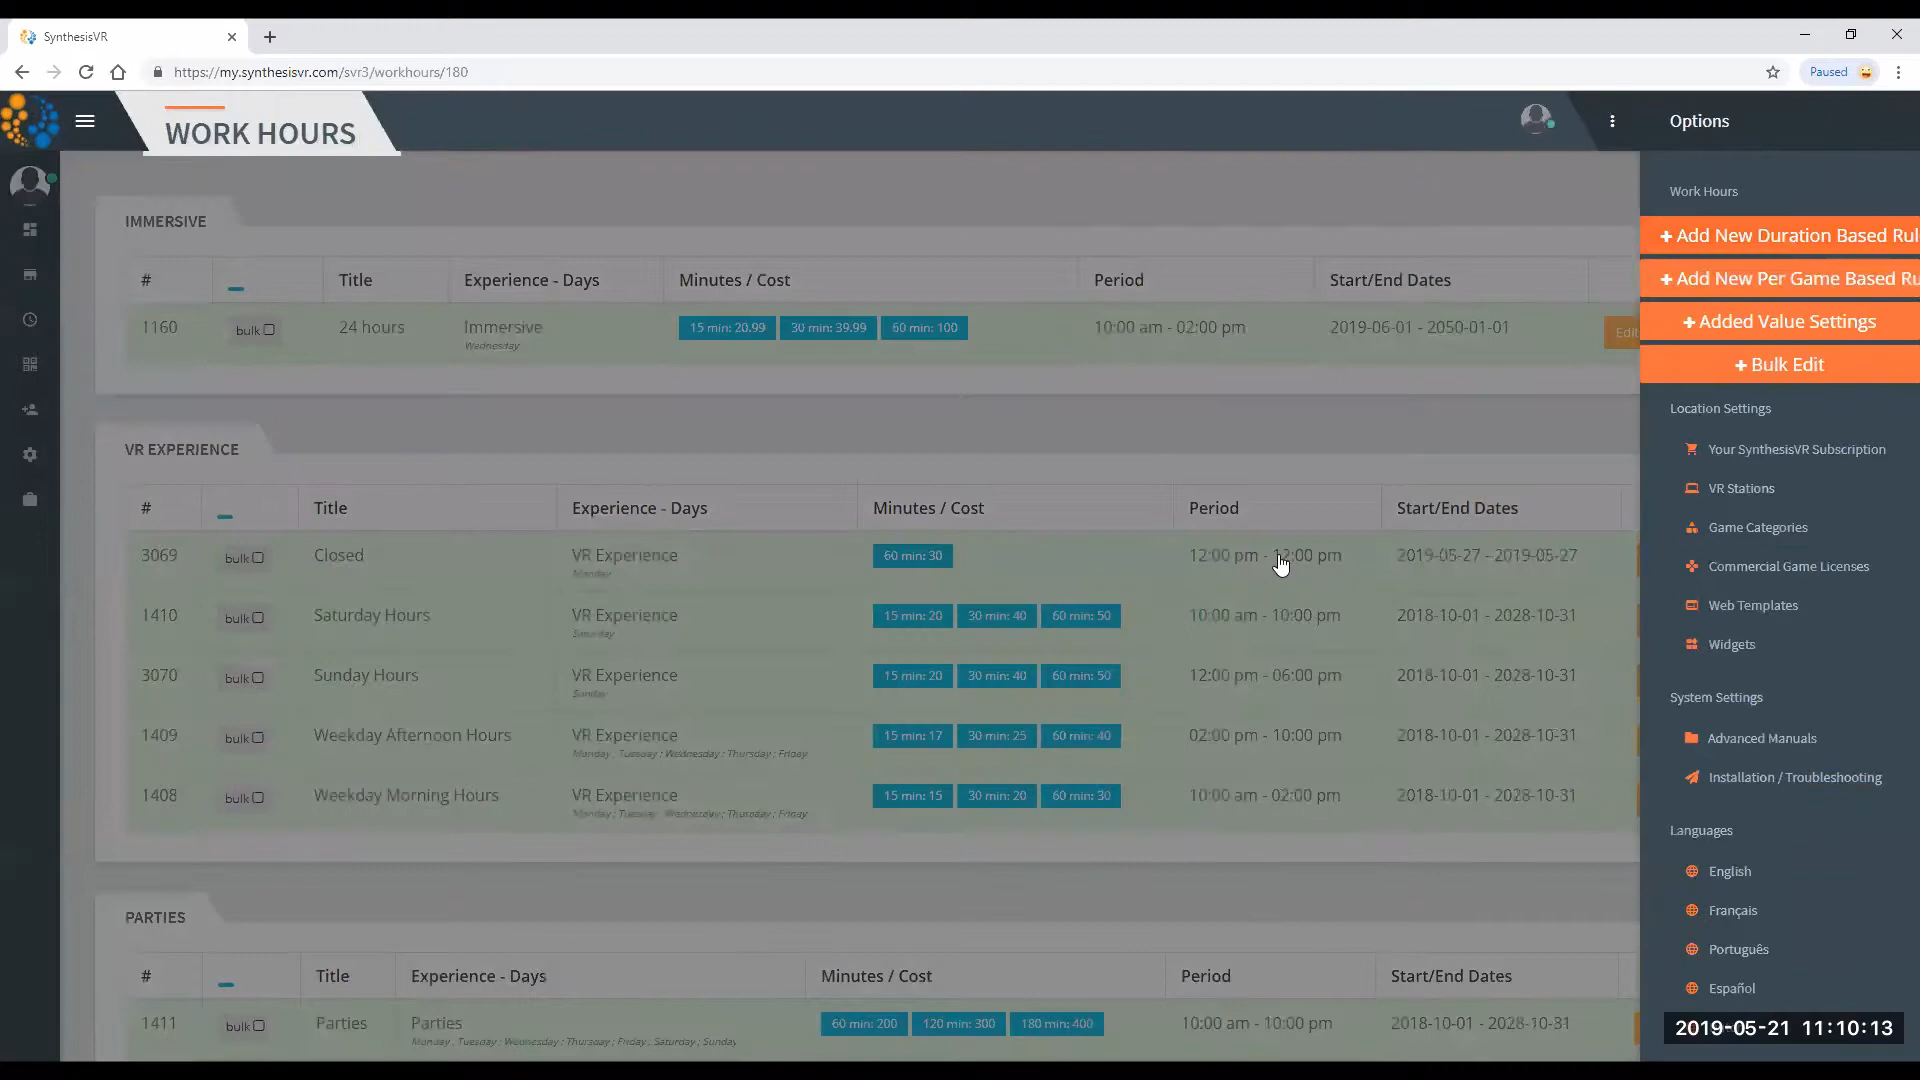 SynthesisVR
https://my.synthesisvr.com/svr3/workhours/180
Paused
WORK HOURS
Options
IMMERSIVE
# Title Experience - Days Minutes / Cost Period Start/End Dates
1160 bulk 24 hours Immersive 15 min: 20.99 30 min: 39.99 60 min: 100 10:00 am - 02:00 pm 2019-06-01 - 2050-01-01 Edit
Wednesday
VR EXPERIENCE
# Title Experience - Days Minutes / Cost Period Start/End Dates
3069 bulk Closed VR Experience 60 min: 30 12:00 pm - 12:00 pm 2019-05-27 - 2019-05-27
Monday
1410 bulk Saturday Hours VR Experience 15 min: 20 30 min: 40 60 min: 50 10:00 am - 10:00 pm 2018-10-01 - 2028-10-31
Saturday
3070 bulk Sunday Hours VR Experience 15 min: 20 30 min: 40 60 min: 50 12:00 pm - 06:00 pm 2018-10-01 - 2028-10-31
Sunday
1409 bulk Weekday Afternoon Hours VR Experience 15 min: 17 30 min: 25 60 min: 40 02:00 pm - 10:00 pm 2018-10-01 - 2028-10-31
Monday ; Tuesday ; Wednesday ; Thursday ; Friday
1408 bulk Weekday Morning Hours VR Experience 15 min: 15 30 min: 20 60 min: 30 10:00 am - 02:00 pm 2018-10-01 - 2028-10-31
Monday ; Tuesday ; Wednesday ; Thursday ; Friday
PARTIES
# Title Experience - Days Minutes / Cost Period Start/End Dates
1411 bulk Parties Parties 60 min: 200 120 min: 300 180 min: 400 10:00 am - 10:00 pm 2018-10-01 - 2028-10-31
Monday ; Tuesday ; Wednesday ; Thursday ; Friday ; Saturday ; Sunday
Work Hours
+ Add New Duration Based Rul
+ Add New Per Game Based Ru
+ Added Value Settings
+ Bulk Edit
Location Settings
Your SynthesisVR Subscription
VR Stations
Game Categories
Commercial Game Licenses
Web Templates
Widgets
System Settings
Advanced Manuals
Installation / Troubleshooting
Languages
English
Français
Português
Español
2019-05-21 11:10:13